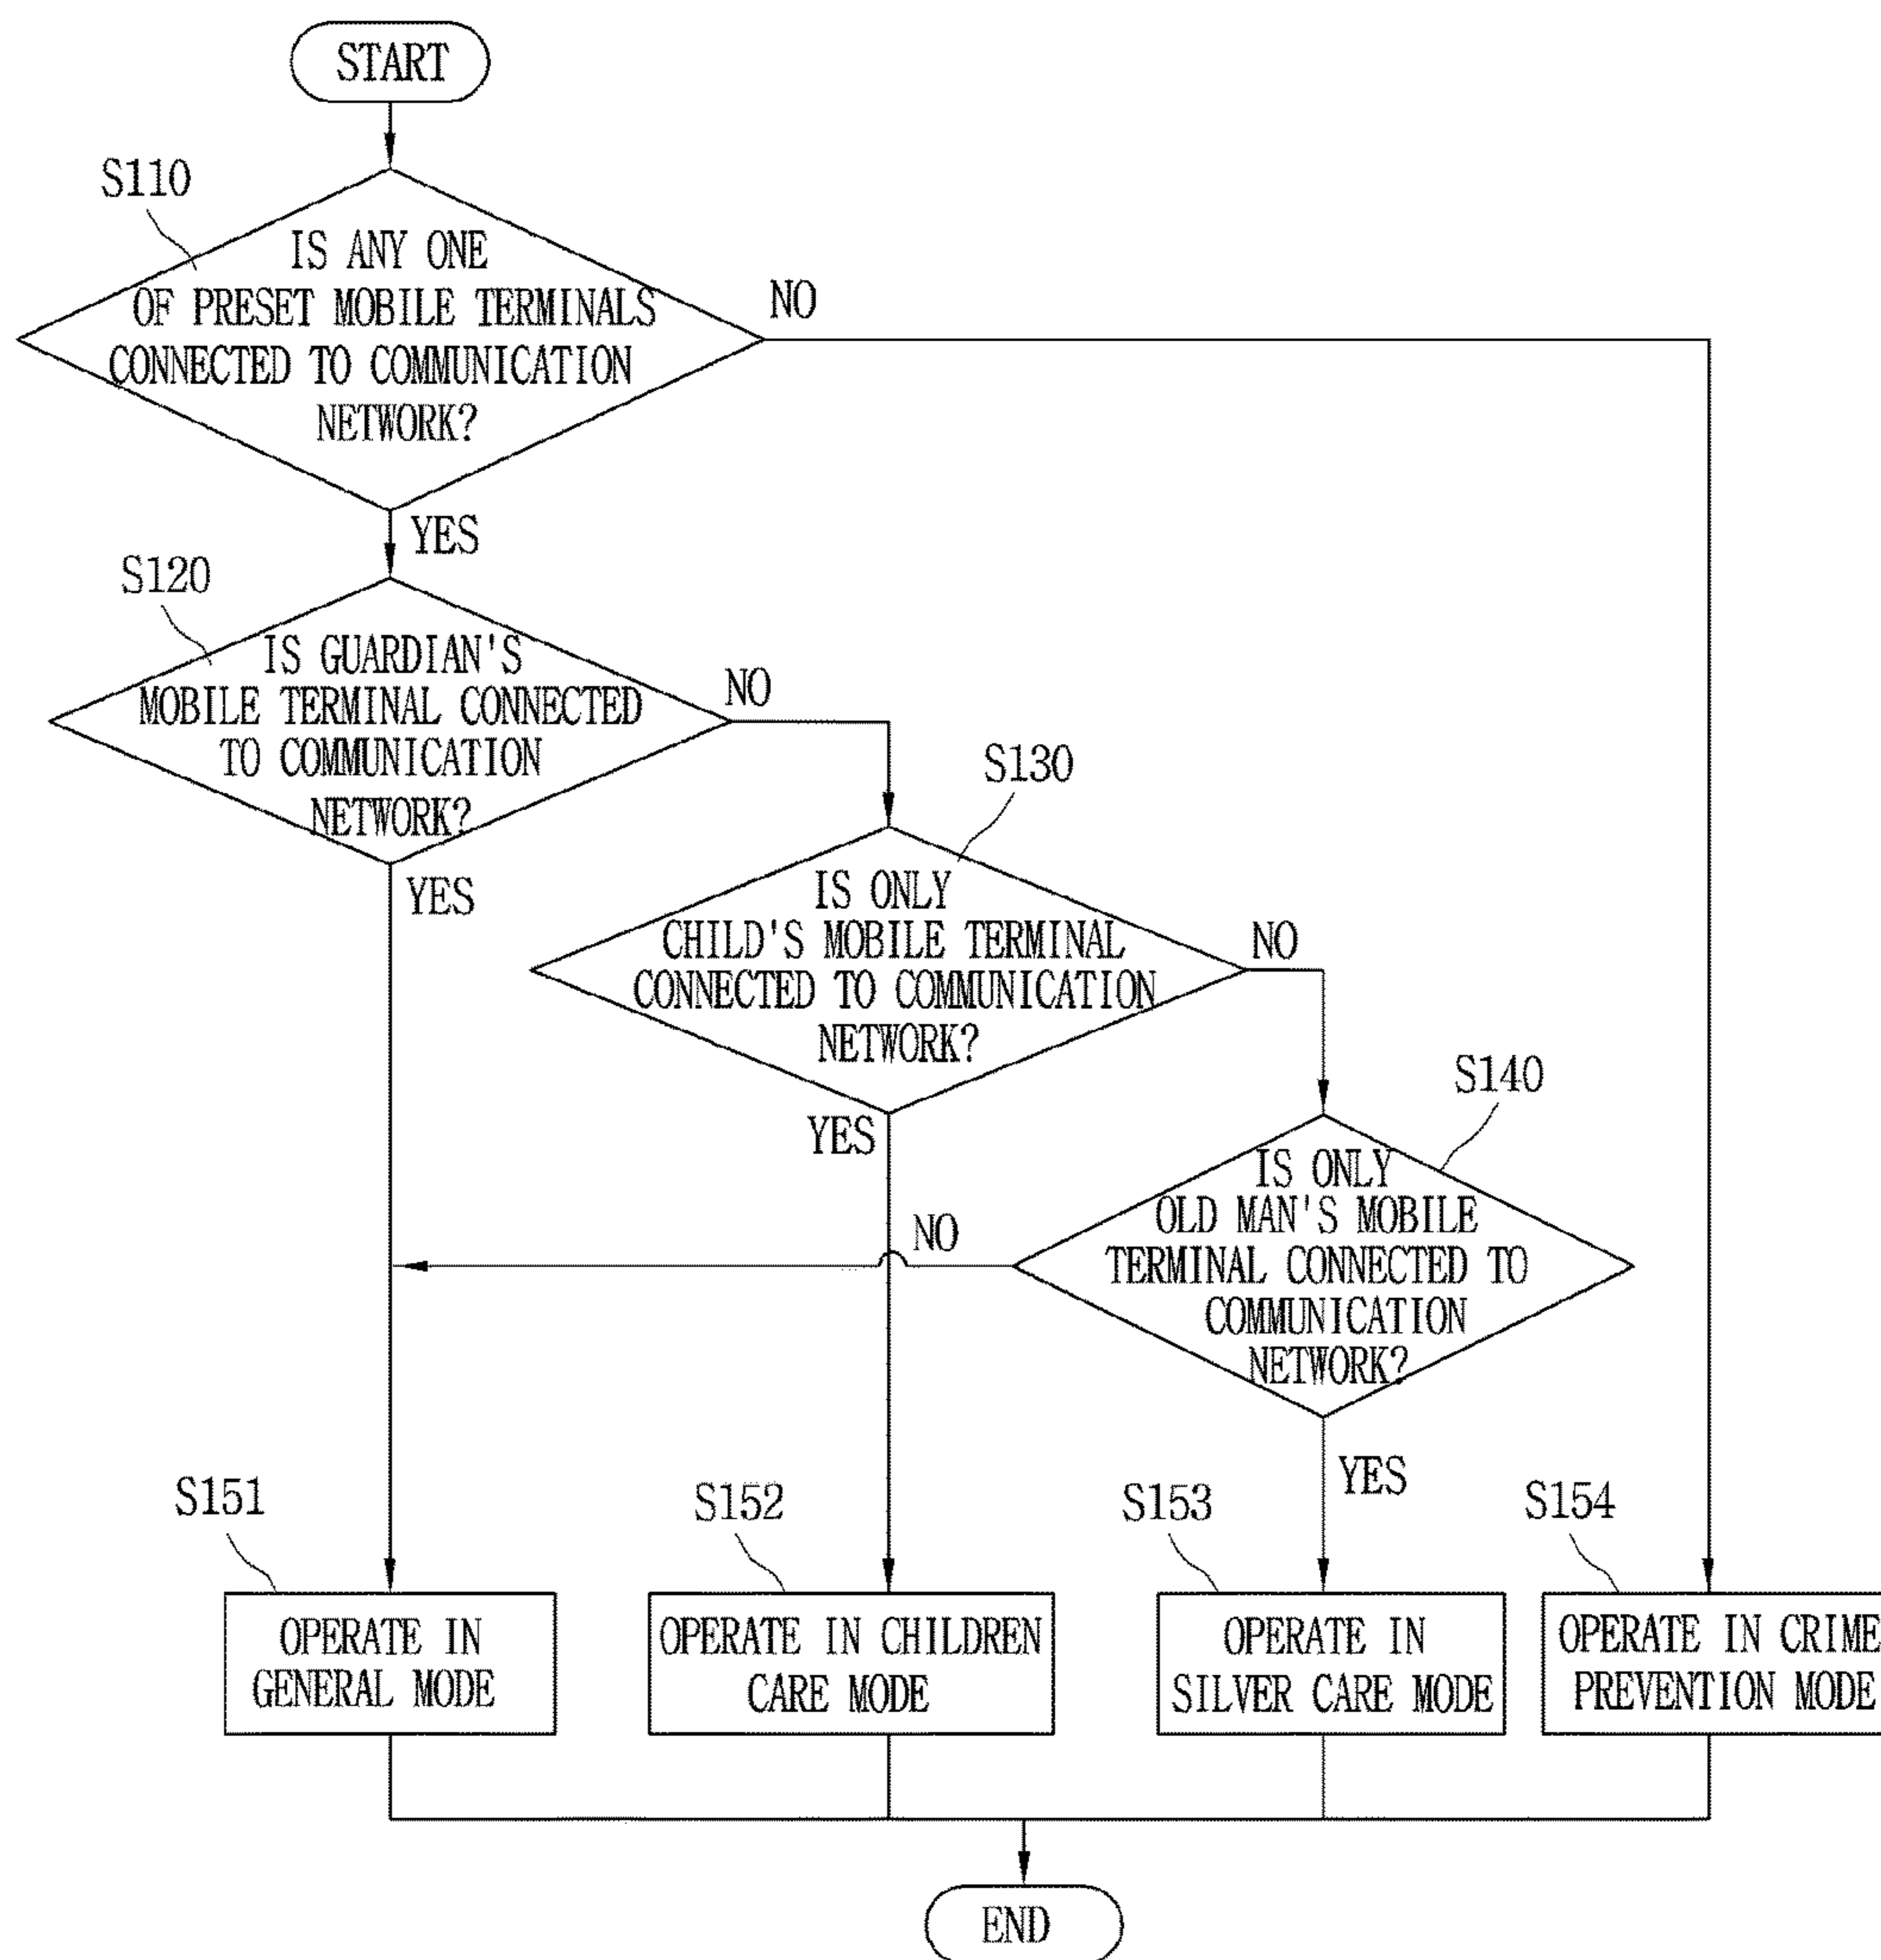 START
S110
IS ANY ONE
OF PRESET MOBILE TERMINALS
CONNECTED TO COMMUNICATION
NETWORK?
NO
YES
S120
IS GUARDIAN'S
MOBILE TERMINAL CONNECTED
TO COMMUNICATION
NETWORK?
NO
YES
S130
IS ONLY
CHILD'S MOBILE TERMINAL
CONNECTED TO COMMUNICATION
NETWORK?
NO
YES
S140
IS ONLY
OLD MAN'S MOBILE
TERMINAL CONNECTED TO
COMMUNICATION
NETWORK?
NO
YES
S151
OPERATE IN
GENERAL MODE
S152
OPERATE IN CHILDREN
CARE MODE
S153
OPERATE IN
SILVER CARE MODE
S154
OPERATE IN CRIME
PREVENTION MODE
END